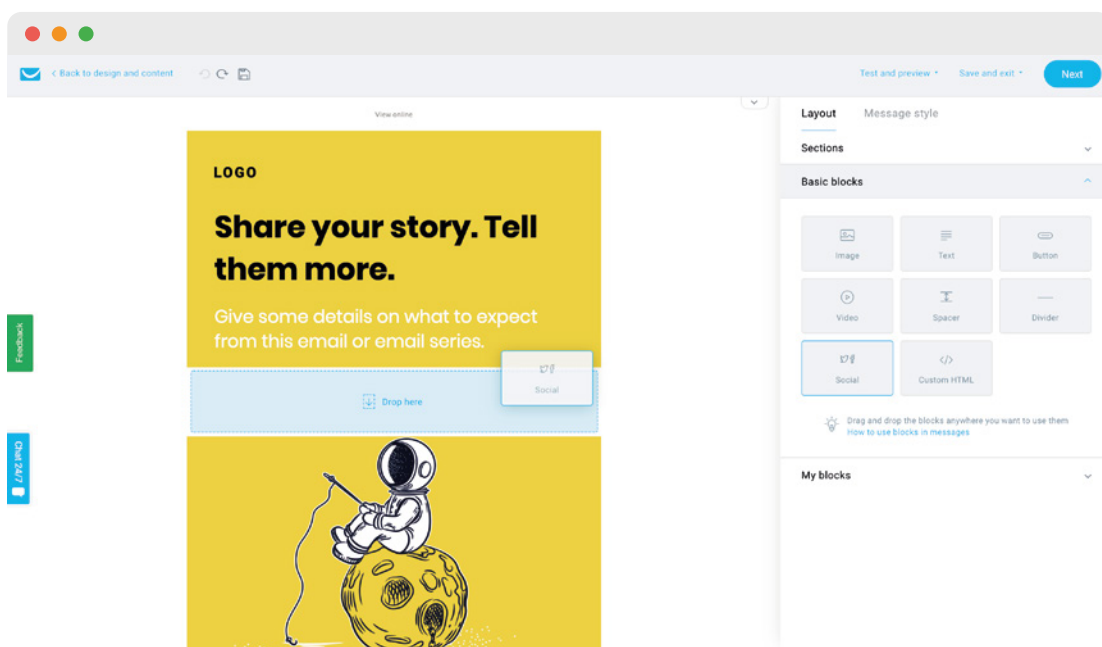 < Back to design and content
Test and preview
Save and exit
Next
View online
LOGO
Share your story. Tell
them more.
Give some details on what to expect
from this email or email series.
Social
Drop here
Feedback
Chat 24/7
Layout
Message style
Sections
Basic blocks
Image
Text
Button
Video
Spacer
Divider
Social
</>
Custom HTML
Drag and drop the blocks anywhere you want to use them
How to use blocks in messages
My blocks